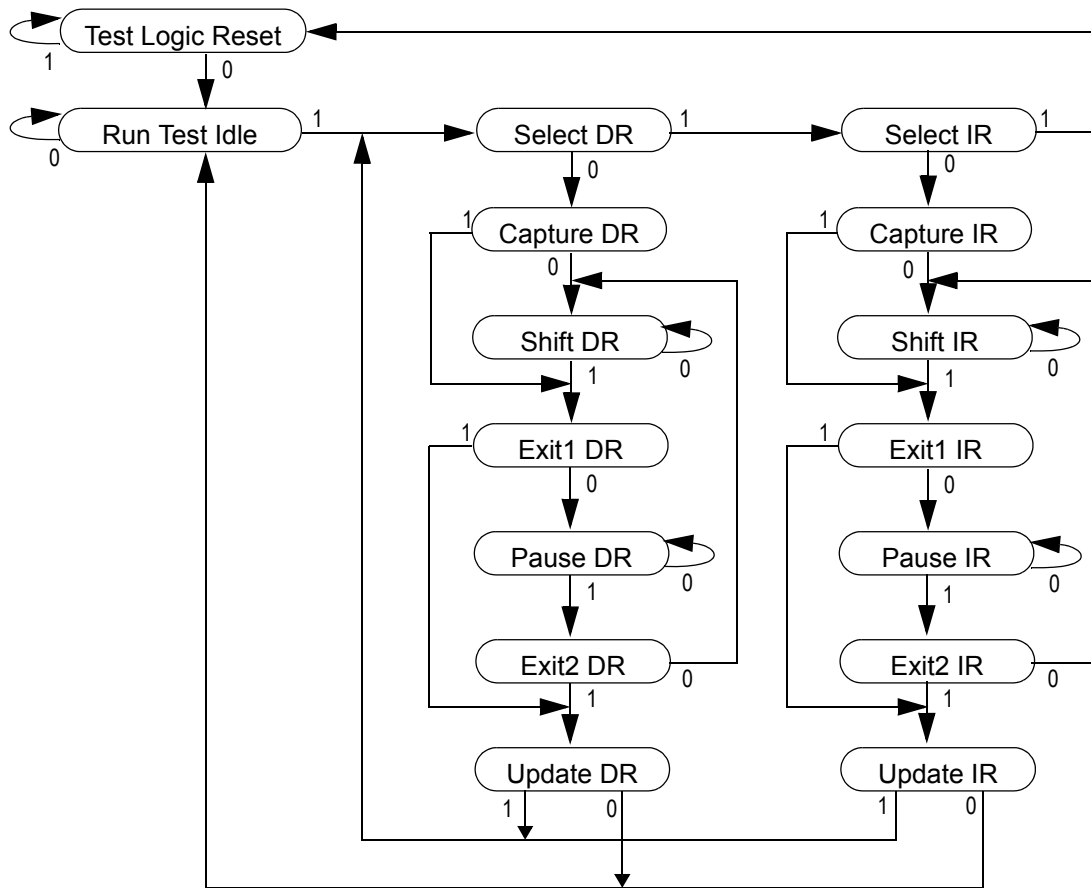 Test Logic Reset
1
0
Run Test Idle
0
1
Select DR
1
0
Select IR
1
0
1
Capture DR
0
1
Capture IR
0
Shift DR
0
1
Shift IR
0
1
1
Exit1 DR
0
1
Exit1 IR
0
Pause DR
0
1
Pause IR
0
1
Exit2 DR
0
1
Exit2 IR
0
1
Update DR
1
0
Update IR
1
0